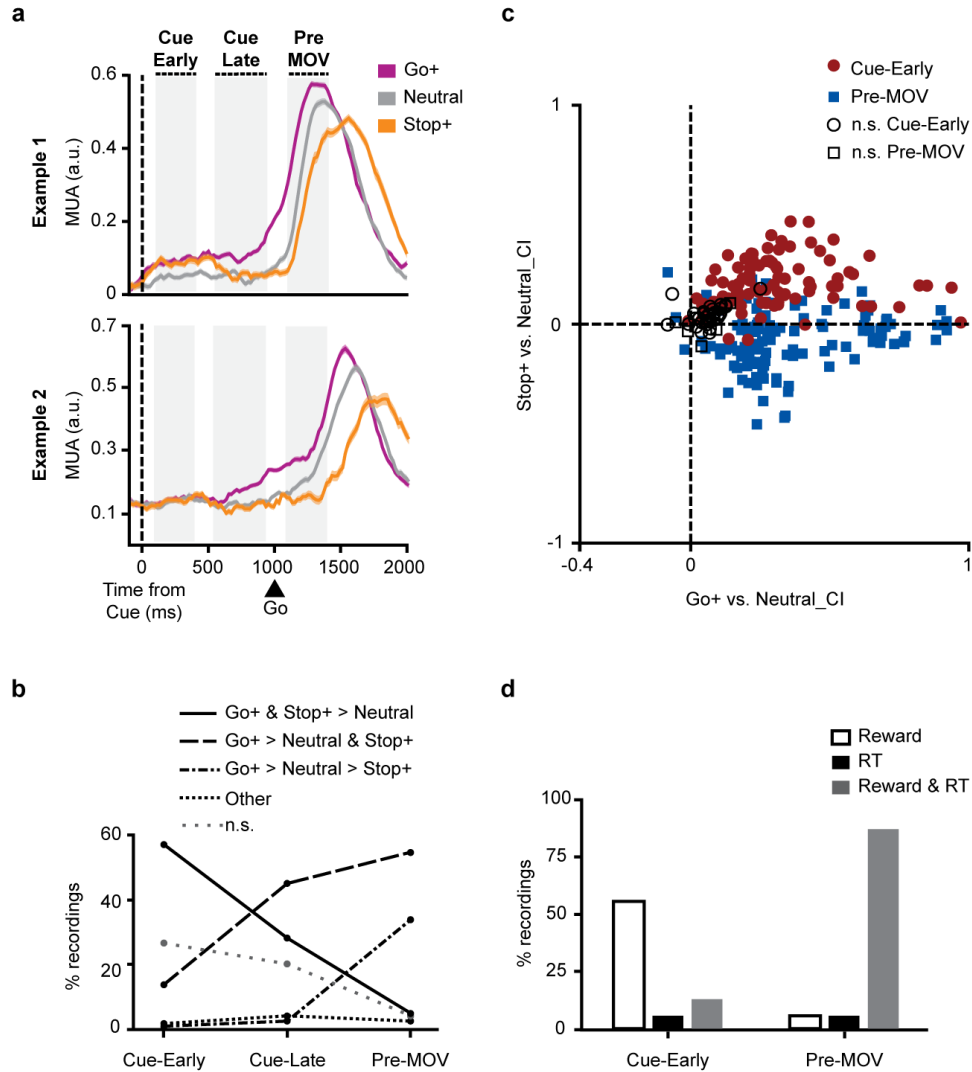 a
Cue Early
Cue Late
Pre MOV
Go+
Neutral
Stop+
Example 1
MUA (a.u.)
0.6
0.4
0.2
0
Example 2
MUA (a.u.)
0.7
0.5
0.3
0.1
0
500
1000
1500
2000
Time from
Cue (ms)
Go
c
Cue-Early
Pre-MOV
n.s. Cue-Early
n.s. Pre-MOV
Stop+ vs. Neutral_CI
1
0
-1
-0.4
0
1
Go+ vs. Neutral_CI
b
Go+ & Stop+ > Neutral
Go+ > Neutral & Stop+
Go+ > Neutral > Stop+
Other
n.s.
% recordings
60
40
20
0
Cue-Early
Cue-Late
Pre-MOV
d
Reward
RT
Reward & RT
% recordings
100
75
50
25
0
Cue-Early
Pre-MOV